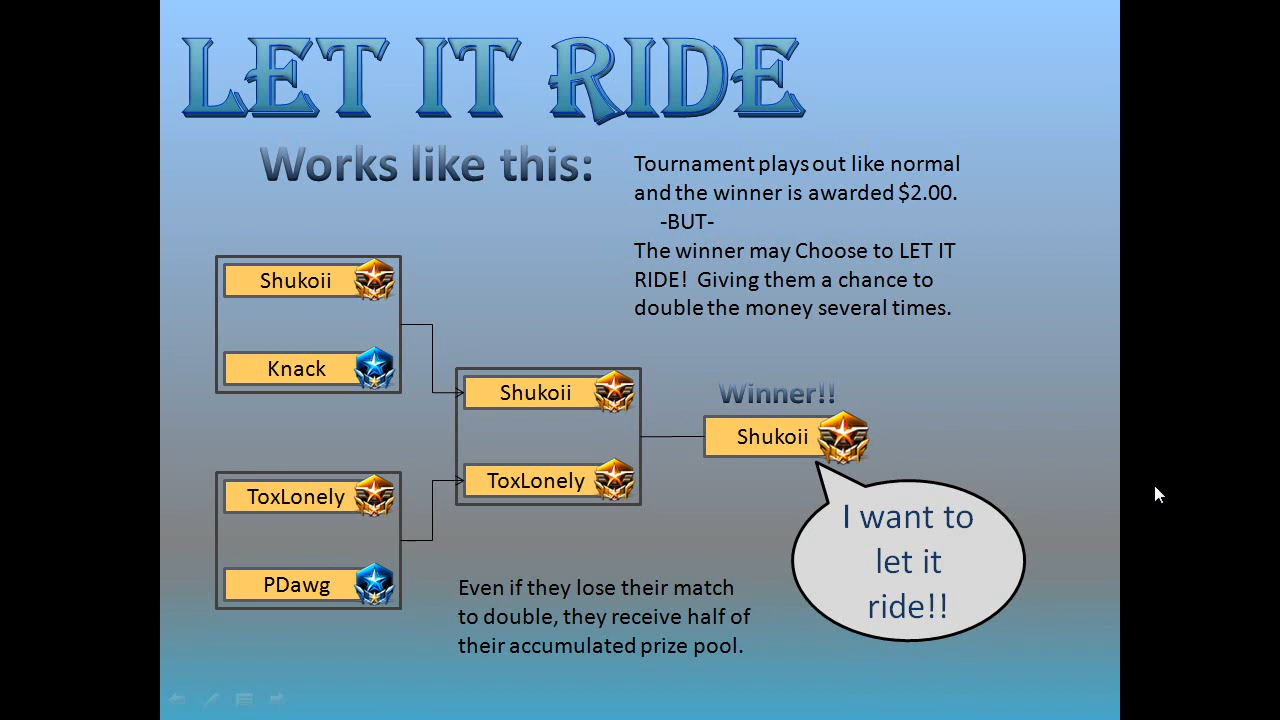 LET IT RIDE
Works like this:
Tournament plays out like normal
and the winner is awarded $2.00.
-BUT-
The winner may Choose to LET IT
RIDE! Giving them a chance to
double the money several times.
Shukoii
Knack
Shukoii
ToxLonely
Winner!!
Shukoii
ToxLonely
PDawg
I want to
let it
ride!!
Even if they lose their match
to double, they receive half of
their accumulated prize pool.